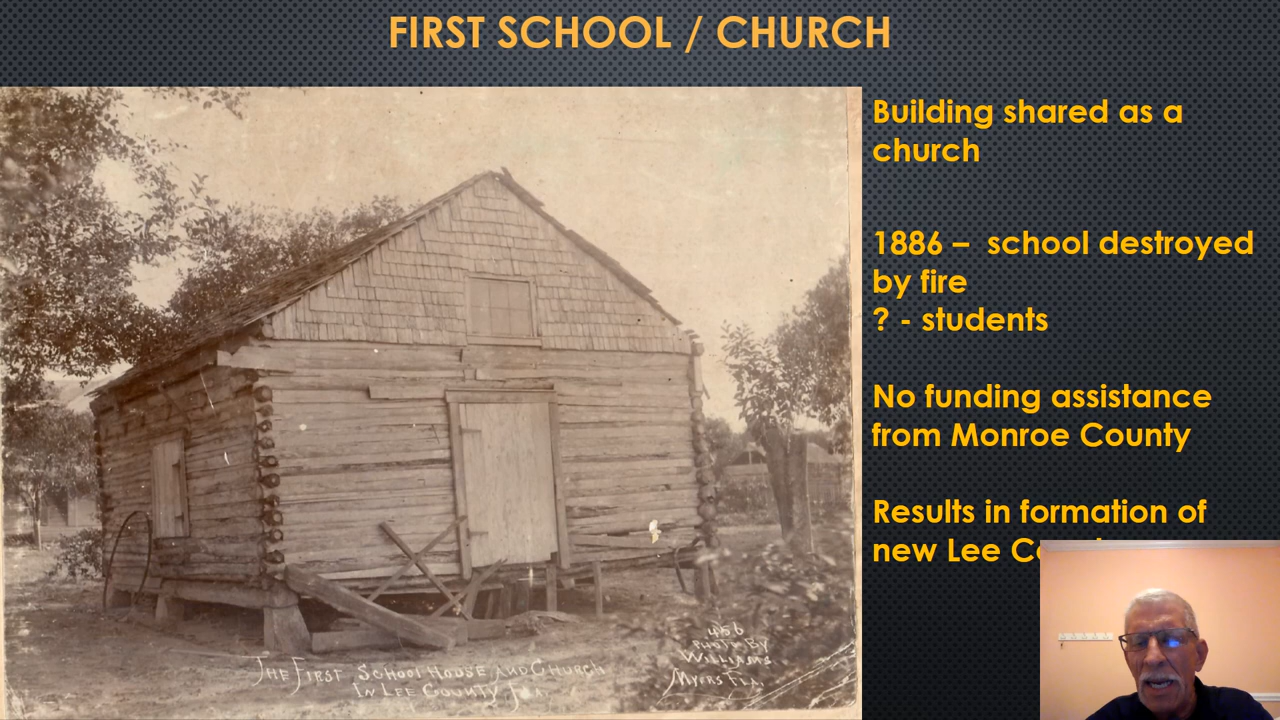 FIRST SCHOOL / CHURCH
Building shared as a
church
1886 – school destroyed
by fire
? - students
No funding assistance
from Monroe County
Results in formation of
new Lee
The First School House and Church
In Lee County, Fla.
456
Photo By
Williams
Myers Fla.